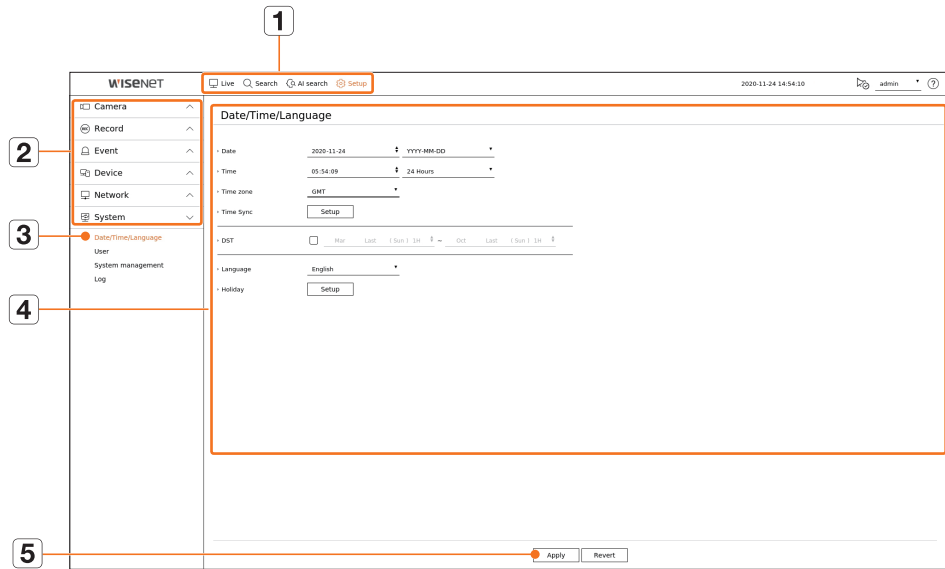 1
WISENET Live Search AI search Setup 2020-11-24 14:54:10 admin ?
Camera
Date/Time/Language
Record
2
Event
Date 2020-11-24 YYYY-MM-DD
Device
Time 05:54:09 24 Hours
Network
Time zone GMT
System
Time Sync Setup
3
Date/Time/Language
DST Mar Last (Sun) 1H ~ Oct Last (Sun) 1H
User
System management
Language English
Log
Holiday Setup
4
5
Apply Revert